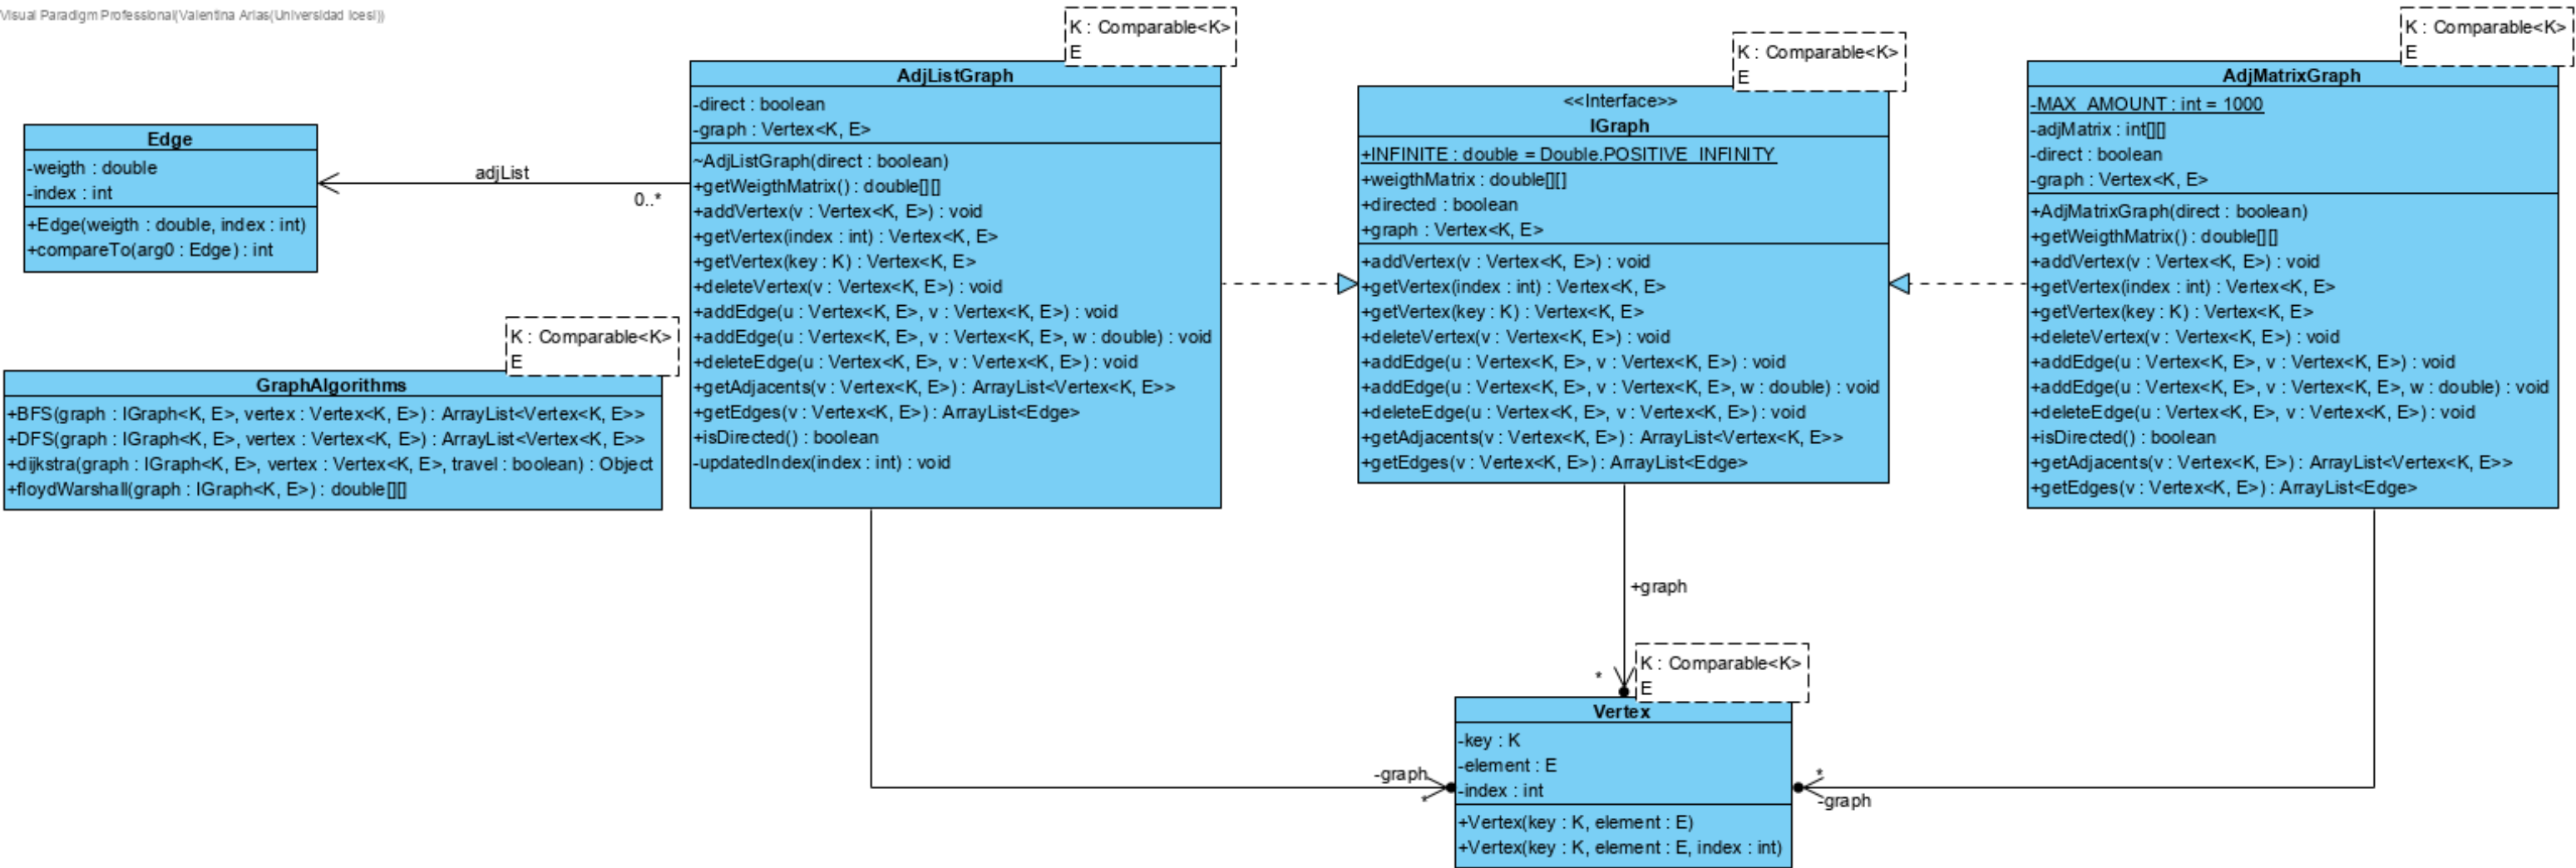 Visual Paradigm Professional(Valentina Arias(Universidad Icesi))
Edge
-weigth : double
-index : int
+Edge(weigth : double, index : int)
+compareTo(arg0 : Edge) : int
adjList
0..*
K : Comparable<K>
E
GraphAlgorithms
+BFS(graph : IGraph<K, E>, vertex : Vertex<K, E>) : ArrayList<Vertex<K, E>>
+DFS(graph : IGraph<K, E>, vertex : Vertex<K, E>) : ArrayList<Vertex<K, E>>
+dijkstra(graph : IGraph<K, E>, vertex : Vertex<K, E>, travel : boolean) : Object
+floydWarshall(graph : IGraph<K, E>) : double[][]
K : Comparable<K>
E
AdjListGraph
-direct : boolean
-graph : Vertex<K, E>
~AdjListGraph(direct : boolean)
+getWeigthMatrix() : double[][]
+addVertex(v : Vertex<K, E>) : void
+getVertex(index : int) : Vertex<K, E>
+getVertex(key : K) : Vertex<K, E>
+deleteVertex(v : Vertex<K, E>) : void
+addEdge(u : Vertex<K, E>, v : Vertex<K, E>) : void
+addEdge(u : Vertex<K, E>, v : Vertex<K, E>, w : double) : void
+deleteEdge(u : Vertex<K, E>, v : Vertex<K, E>) : void
+getAdjacents(v : Vertex<K, E>) : ArrayList<Vertex<K, E>>
+getEdges(v : Vertex<K, E>) : ArrayList<Edge>
+isDirected() : boolean
-updatedIndex(index : int) : void
K : Comparable<K>
E
<<Interface>>
IGraph
+INFINITE : double = Double.POSITIVE_INFINITY
+weigthMatrix : double[][]
+directed : boolean
+graph : Vertex<K, E>
+addVertex(v : Vertex<K, E>) : void
+getVertex(index : int) : Vertex<K, E>
+getVertex(key : K) : Vertex<K, E>
+deleteVertex(v : Vertex<K, E>) : void
+addEdge(u : Vertex<K, E>, v : Vertex<K, E>) : void
+addEdge(u : Vertex<K, E>, v : Vertex<K, E>, w : double) : void
+deleteEdge(u : Vertex<K, E>, v : Vertex<K, E>) : void
+getAdjacents(v : Vertex<K, E>) : ArrayList<Vertex<K, E>>
+getEdges(v : Vertex<K, E>) : ArrayList<Edge>
K : Comparable<K>
E
AdjMatrixGraph
-MAX_AMOUNT : int = 1000
-adjMatrix : int[][]
-direct : boolean
-graph : Vertex<K, E>
+AdjMatrixGraph(direct : boolean)
+getWeigthMatrix() : double[][]
+addVertex(v : Vertex<K, E>) : void
+getVertex(index : int) : Vertex<K, E>
+getVertex(key : K) : Vertex<K, E>
+deleteVertex(v : Vertex<K, E>) : void
+addEdge(u : Vertex<K, E>, v : Vertex<K, E>) : void
+addEdge(u : Vertex<K, E>, v : Vertex<K, E>, w : double) : void
+deleteEdge(u : Vertex<K, E>, v : Vertex<K, E>) : void
+isDirected() : boolean
+getAdjacents(v : Vertex<K, E>) : ArrayList<Vertex<K, E>>
+getEdges(v : Vertex<K, E>) : ArrayList<Edge>
+graph
*
K : Comparable<K>
E
Vertex
-key : K
-element : E
-index : int
+Vertex(key : K, element : E)
+Vertex(key : K, element : E, index : int)
-graph
*
*
-graph